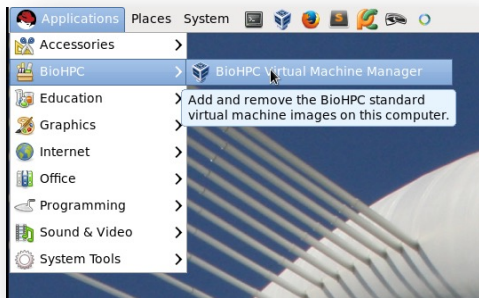 Applications Places System
Accessories
BioHPC
BioHPC Virtual Machine Manager
Add and remove the BioHPC standard
virtual machine images on this computer.
Education
Graphics
Internet
Office
Programming
Sound & Video
System Tools